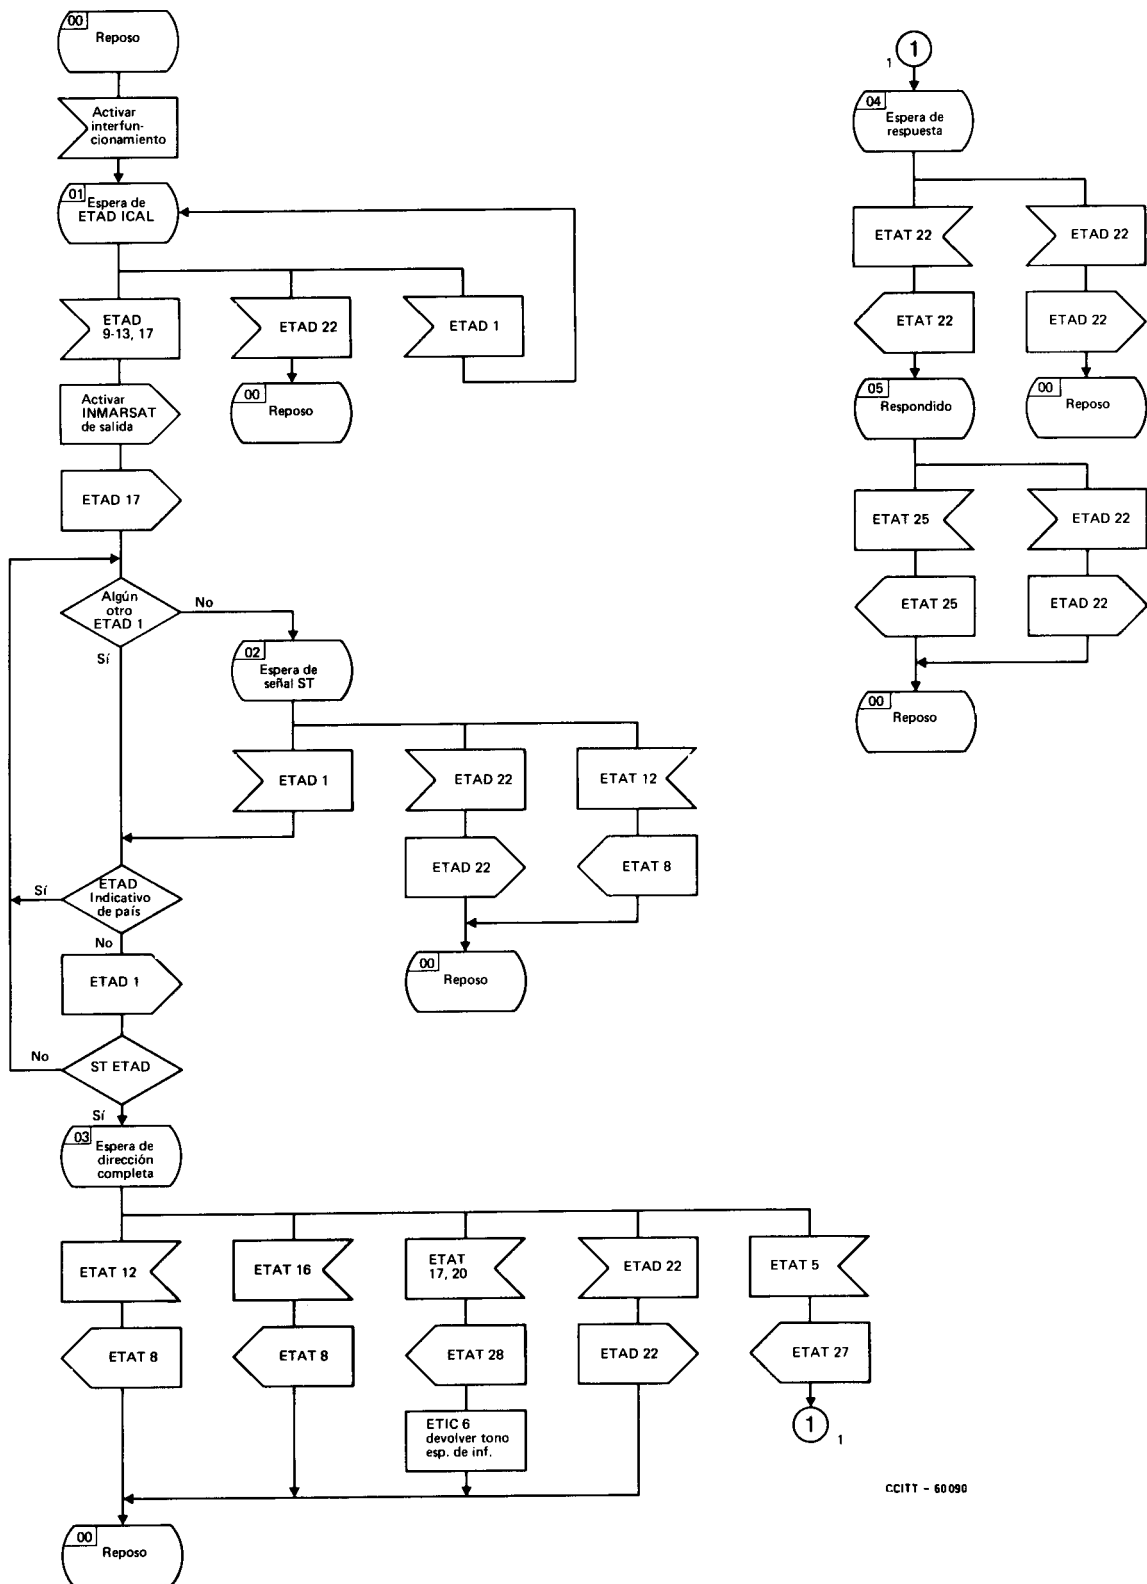 00
Reposo
Activar
interfun-
cionamiento
01
Espera de
ETAD ICAL
ETAD
9-13, 17
ETAD 22
ETAD 1
Activar
INMARSAT
de salida
00
Reposo
ETAD 17
Algún
otro
ETAD 1
No
Sí
02
Espera de
señal ST
ETAD 1
ETAD 22
ETAT 12
ETAD 22
ETAT 8
00
Reposo
ETAD
Indicativo
de país
Sí
No
ETAD 1
ST ETAD
No
Sí
03
Espera de
dirección
completa
ETAT 12
ETAT 16
ETAT
17, 20
ETAD 22
ETAT 5
ETAT 8
ETAT 8
ETAT 28
ETAD 22
ETAT 27
ETIC 6
devolver tono
esp. de inf.
1
1
00
Reposo
1
1
04
Espera de
respuesta
ETAT 22
ETAD 22
ETAT 22
ETAD 22
05
Respondido
00
Reposo
ETAT 25
ETAD 22
ETAT 25
ETAD 22
00
Reposo
CCITT - 60090